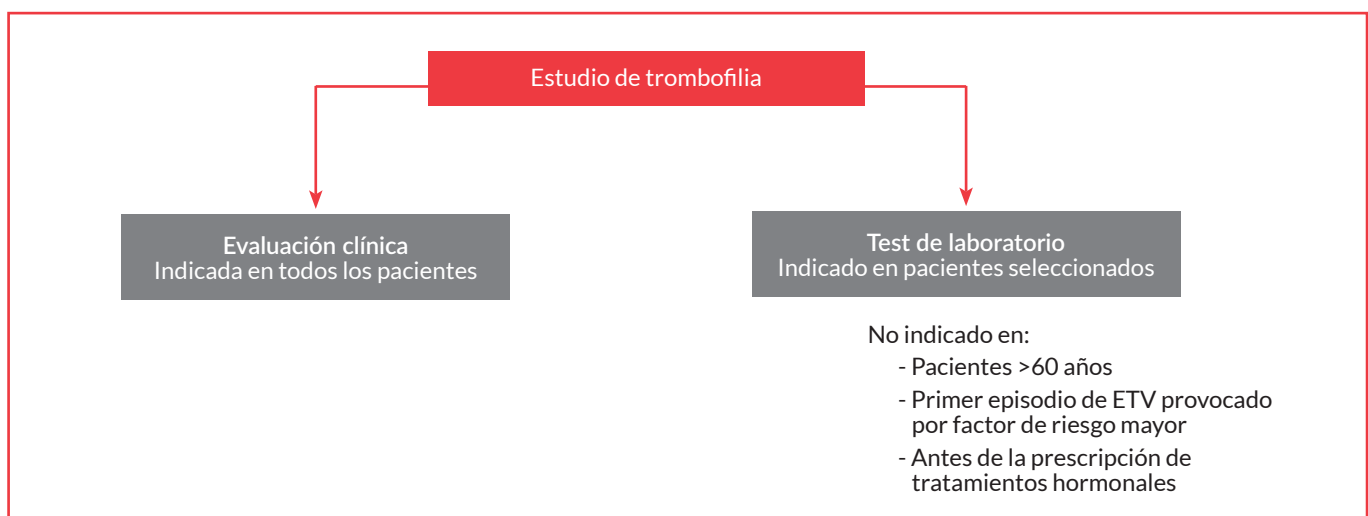 Estudio de trombofilia
Evaluación clínica
Indicada en todos los pacientes
Test de laboratorio
Indicado en pacientes seleccionados
No indicado en:
- Pacientes >60 años
- Primer episodio de ETV provocado
por factor de riesgo mayor
- Antes de la prescripción de
tratamientos hormonales